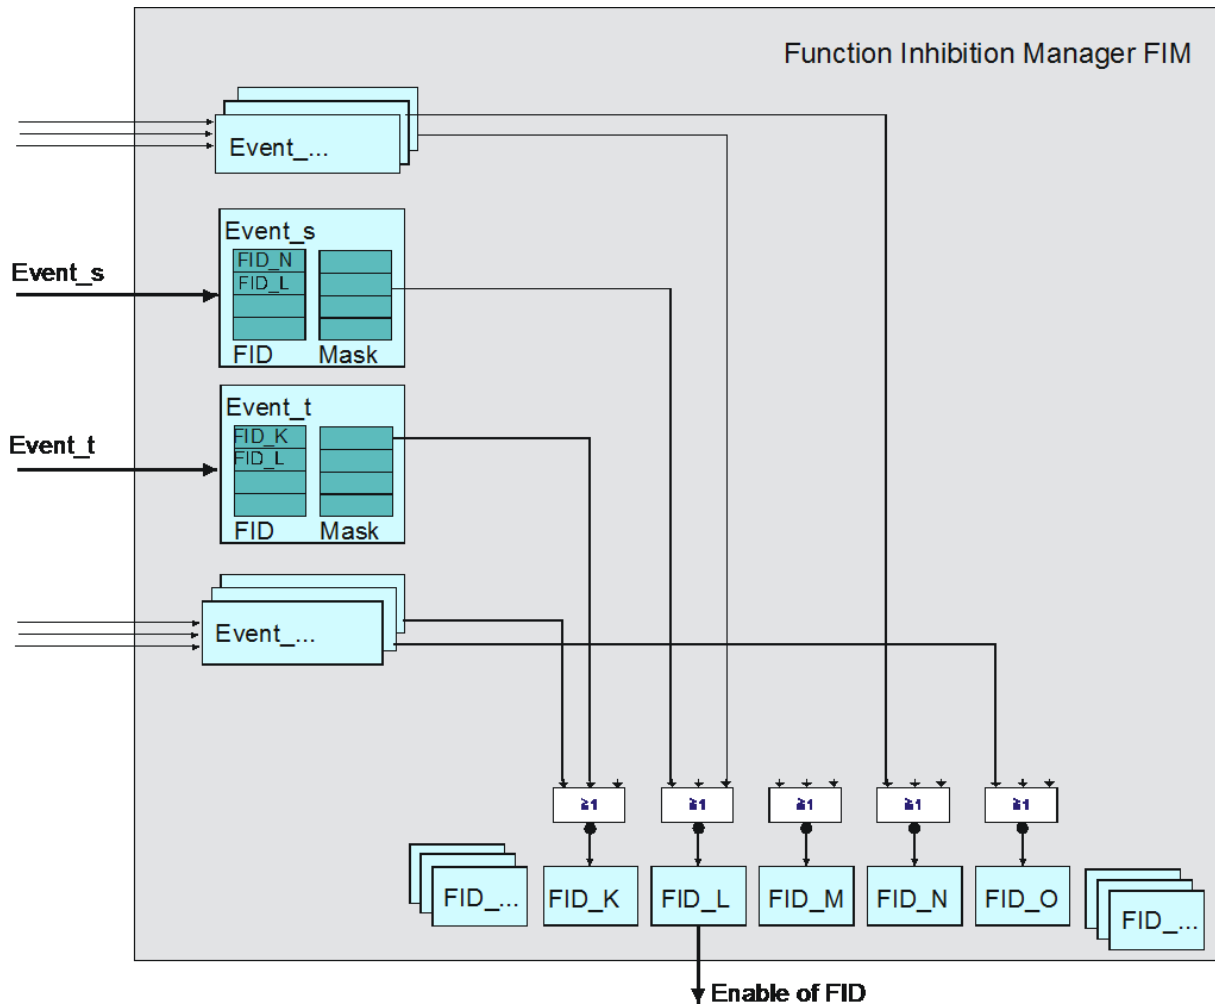 Function Inhibition Manager FIM
Event_...
Event_s
Event_s
FID_N
FID_L
FID Mask
Event_t
Event_t
FID_K
FID_L
FID Mask
Event_...
≧1 ≧1 ≧1 ≧1 ≧1
FID_... FID_K FID_L FID_M FID_N FID_O FID_...
Enable of FID